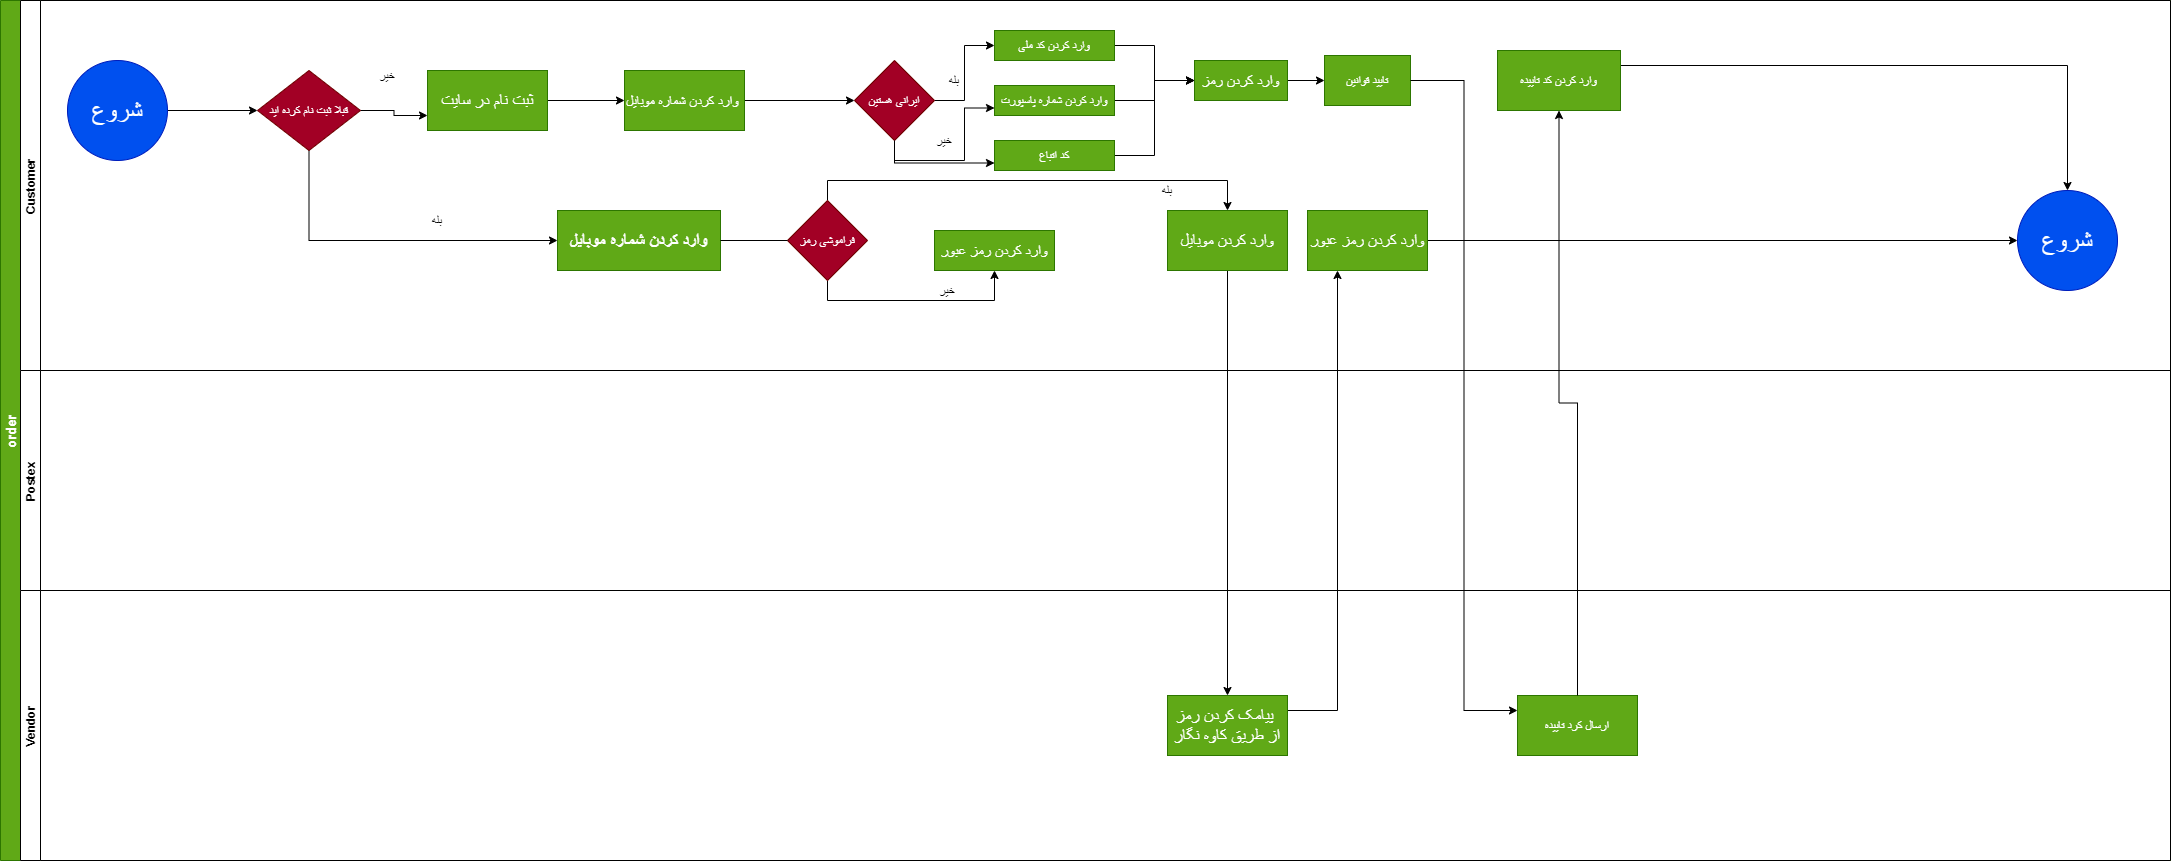 order
Customer
شروع
قبلا ثبت نام کرده اید
خیر
ثبت نام در سایت
وارد کردن شماره موبایل
ایرانی هستین
بله
خیر
وارد کردن کد ملی
وارد کردن شماره پاسپورت
کد اتباع
وارد کردن رمز
تایید قوانین
وارد کردن کد تاییده
بله
وارد کردن شماره موبایل
فراموشی رمز
بله
خیر
وارد کردن رمز عبور
وارد کردن موبایل
وارد کردن رمز عبور
شروع
Postex
Vendor
پیامک کردن رمز
از طریق کاوه نگار
ارسال کرد تاییده